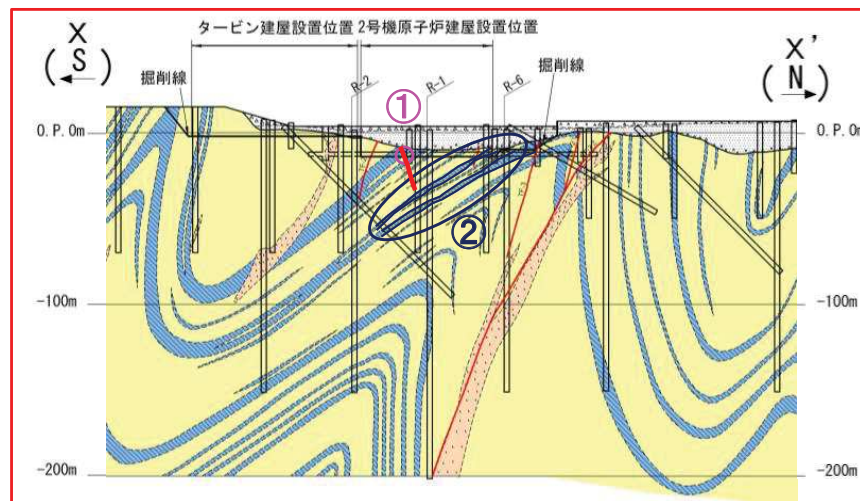 タービン建屋設置位置 2号機原子炉建屋設置位置
X
(S)
X'
(N)
掘削線
R-2
①
R-1
R-6
掘削線
O.P.0m
0.P.0m
②
-100m
-100m
-200m
-200m